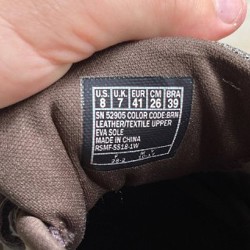 U.S. U.K. EUR CM BRA
8 7 41 26 39
SN 52905 COLOR CODE:BRN
LEATHER/TEXTILE UPPER
EVA SOLE
MADE IN CHINA
RSMF-5518-1W